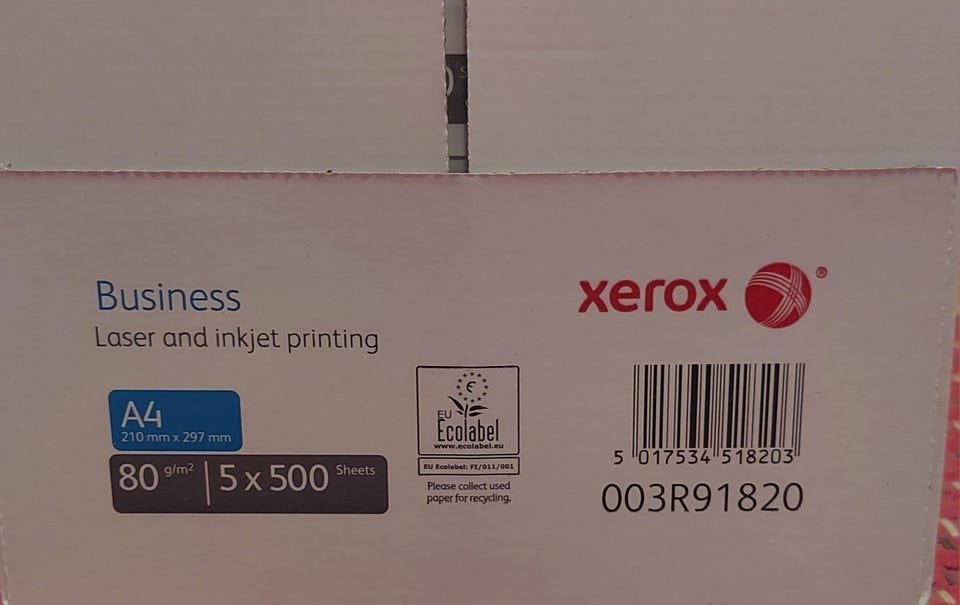 Business
Laser and inkjet printing
A4
210 mm x 297 mm
80 g/m² | 5 x 500 Sheets
EU
Ecolabel
www.ecolabel.eu
EU Ecolabel: FI/011/001
Please collect used
paper for recycling.
xerox ®
5 017534 518203
003R91820